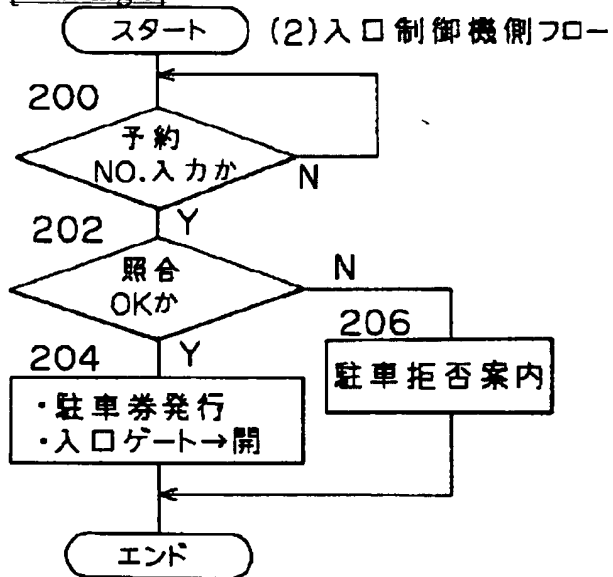 スタート
(2)入口制御機側フロー
200
予約
NO.入力か
N
Y
202
照合
OKか
N
Y
206
駐車拒否案内
204
・駐車券発行
・入口ゲート→開
エンド